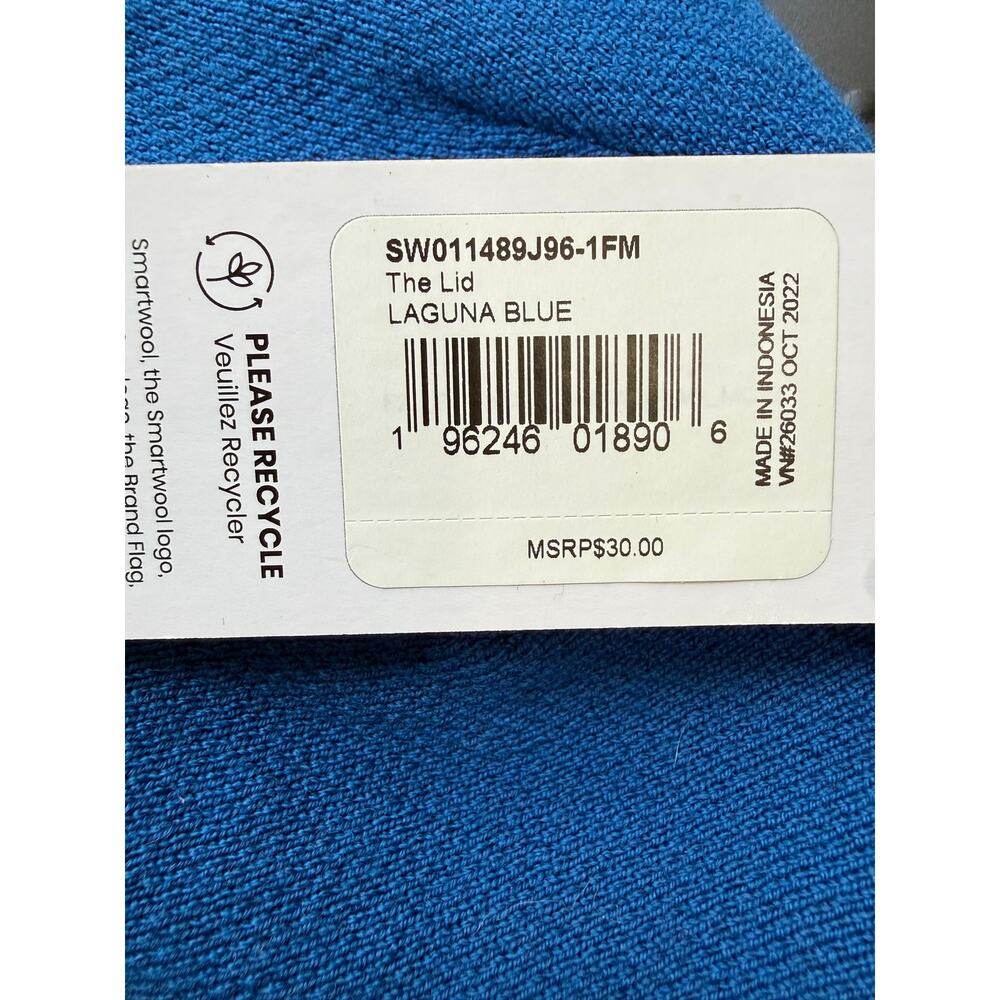 SW011489J96-1FM
The Lid
LAGUNA BLUE
1 96246 01890 6
MSRP$30.00
MADE IN INDONESIA
VN#26033 OCT 2022
PLEASE RECYCLE
Veuillez Recycler
Smartwool, the Smartwool logo,
the Brand Flag,